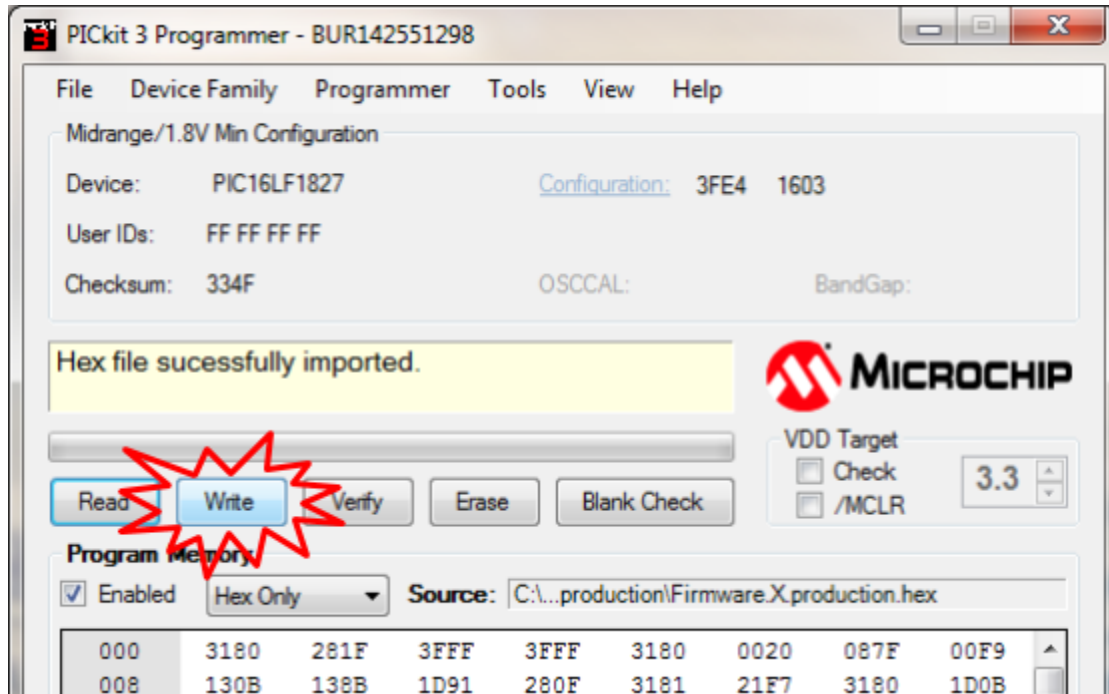 PICkit 3 Programmer - BUR142551298
File Device Family Programmer Tools View Help
Midrange/1.8V Min Configuration
Device: PIC16LF1827 Configuration: 3FE4 1603
User IDs: FF FF FF FF
Checksum: 334F OSCCAL: BandGap:
Hex file sucessfully imported.
MICROCHIP
VDD Target
Check
/MCLR
3.3
Read Write Verify Erase Blank Check
Program Memory
Enabled Hex Only Source: C:\...production\Firmware.X.production.hex
000 3180 281F 3FFF 3FFF 3180 0020 087F 00F9
008 130B 138B 1D91 280F 3181 21F7 3180 1D0B